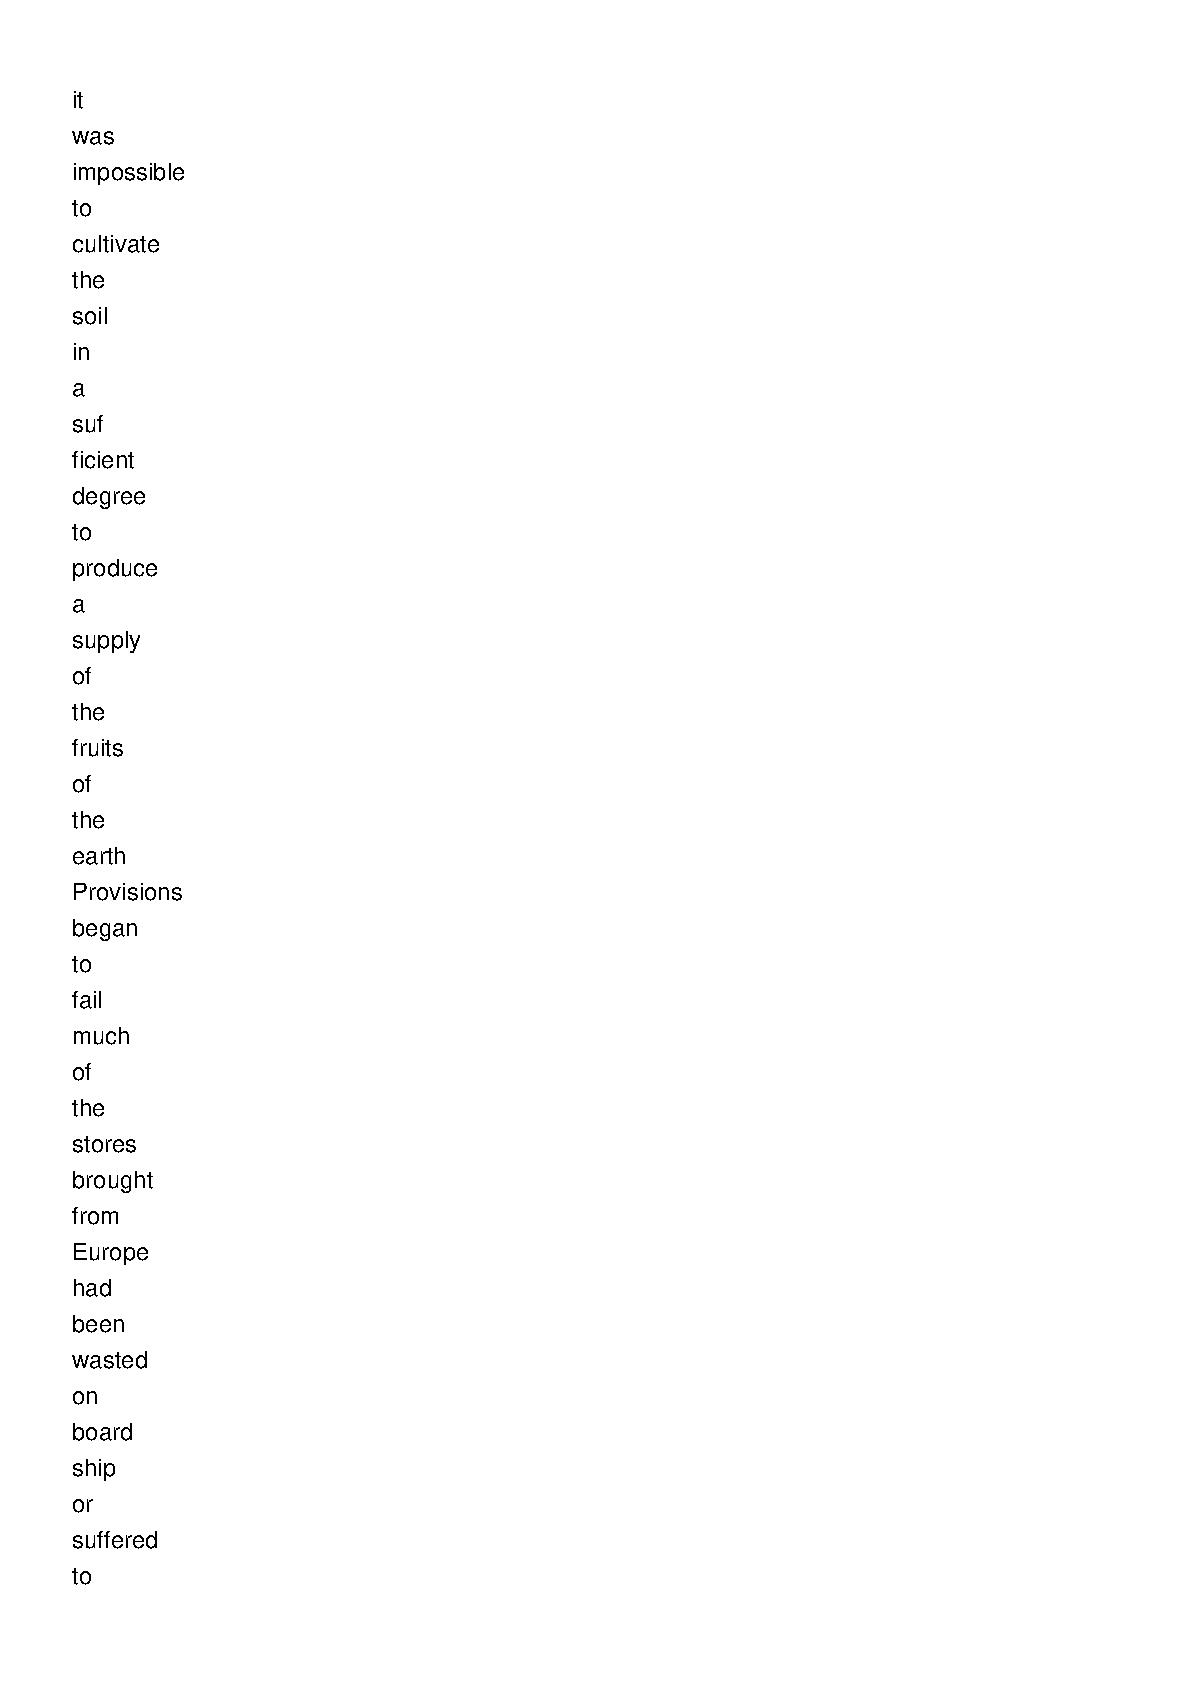 it
was
impossible
to
cultivate
the
soil
in
a
suf
ficient
degree
to
produce
a
supply
of
the
fruits
of
the
earth
Provisions
began
to
fail
much
of
the
stores
brought
from
Europe
had
been
wasted
on
board
ship
or
suffered
to